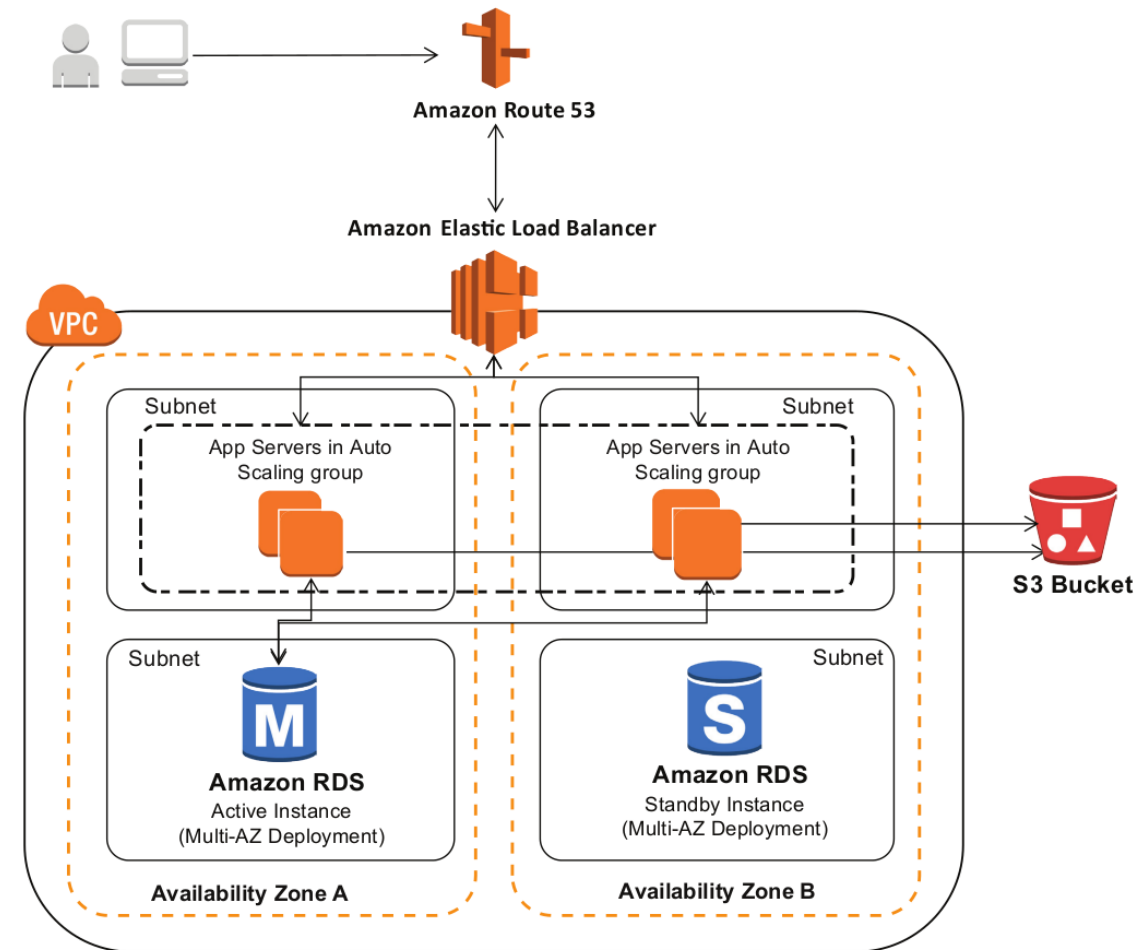 Amazon Route 53
Amazon Elastic Load Balancer
VPC
Subnet
Subnet
App Servers in Auto
Scaling group
App Servers in Auto
Scaling group
S3 Bucket
Subnet
Subnet
M
S
Amazon RDS
Active Instance
(Multi-AZ Deployment)
Amazon RDS
Standby Instance
(Multi-AZ Deployment)
Availability Zone A
Availability Zone B